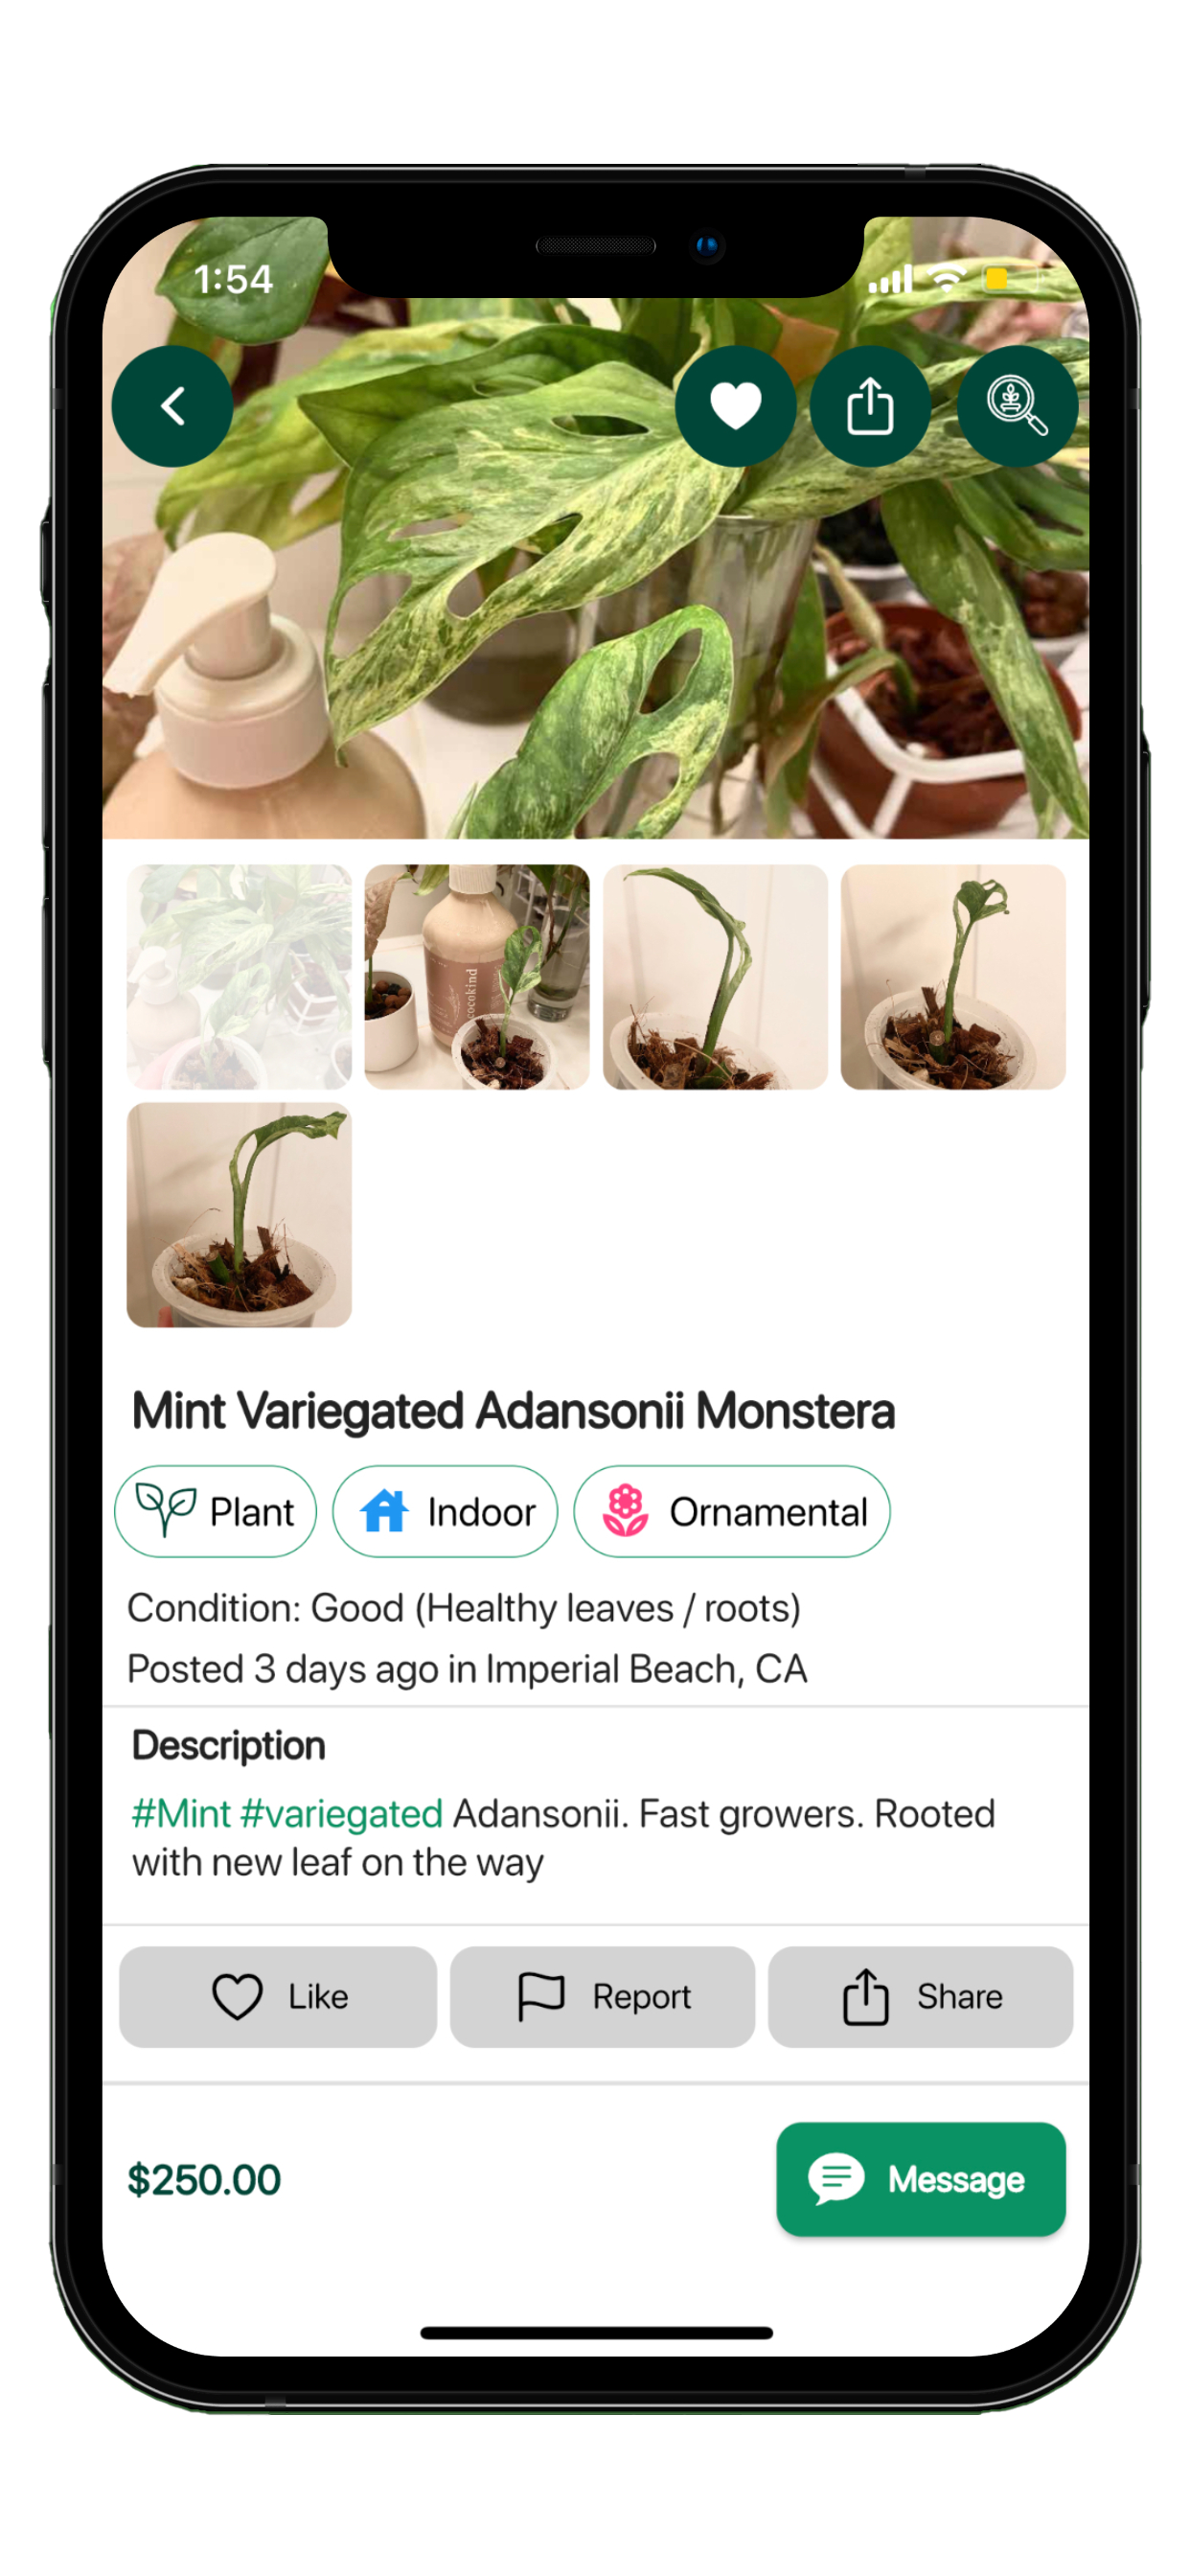 1:54
cocokind
Mint Variegated Adansonii Monstera
Plant
Indoor
Ornamental
Condition: Good (Healthy leaves / roots)
Posted 3 days ago in Imperial Beach, CA
Description
#Mint #variegated Adansonii. Fast growers. Rooted
with new leaf on the way
Like
Report
Share
$250.00
Message